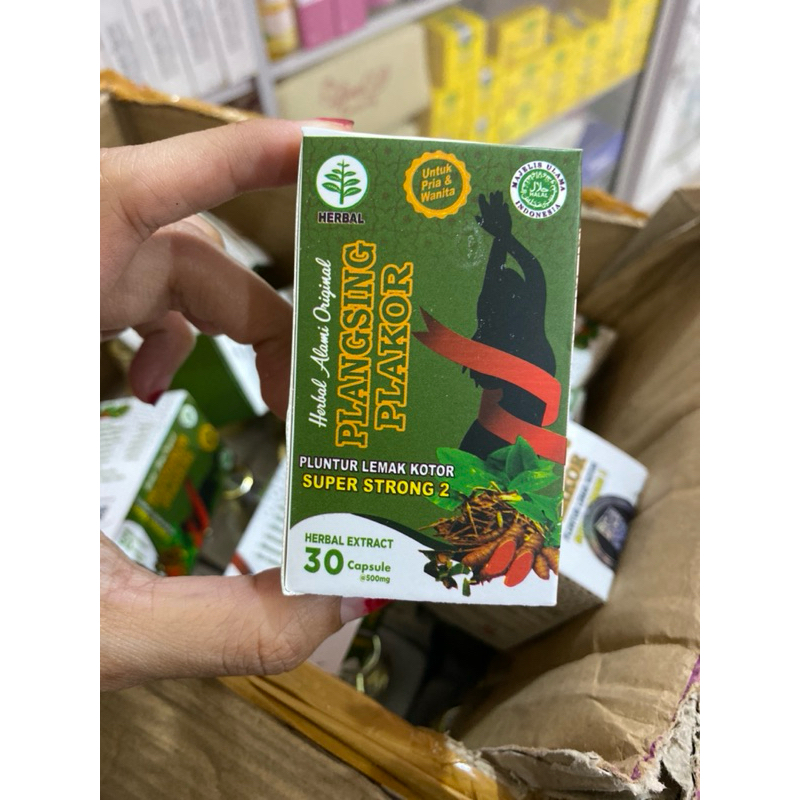 HERBAL
Untuk
Pria &
Wanita
MAJELIS ULAMA
حلال
HALAL
INDONESIA
Herbal Alami Original
PLANGSING
PLAKOR
PLUNTUR LEMAK KOTOR
SUPER STRONG 2
HERBAL EXTRACT
30 Capsule
@500mg